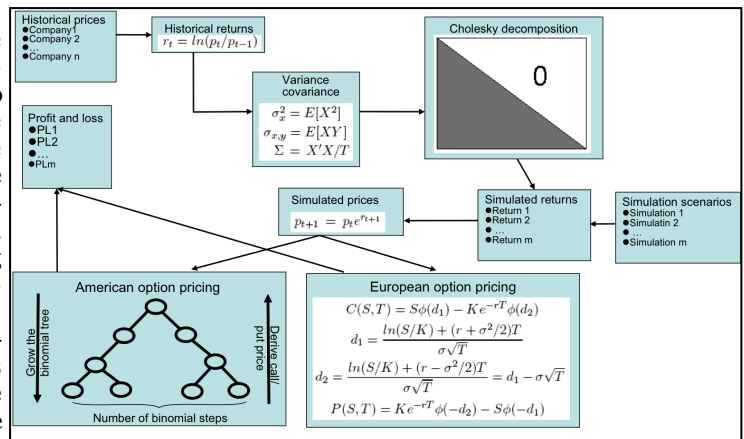 Historical prices
●Company1
●Company 2
●…
●Company n
Historical returns
r_t = ln(p_t/p_{t−1})
Variance
covariance
σ_x^2 = E[X^2]
σ_{x,y} = E[XY]
Σ = X′X/T
Cholesky decomposition
0
Profit and loss
●PL1
●PL2
●…
●PLm
Simulated prices
p_{t+1} = p_t e^{r_{t+1}}
Simulated returns
●Return 1
●Return 2
● …
●Return m
Simulation scenarios
●Simulation 1
●Simulatin 2
● …
●Simulation m
American option pricing
Grow the
binomial tree
Derive call/
put price
Number of binomial steps
European option pricing
C(S,T) = Sϕ(d_1) − Ke^{−rT}ϕ(d_2)
d_1 = \frac{ln(S/K) + (r + σ^2/2)T}{σ√T}
d_2 = \frac{ln(S/K) + (r − σ^2/2)T}{σ√T} = d_1 − σ√T
P(S,T) = Ke^{−rT}ϕ(−d_2) − Sϕ(−d_1)